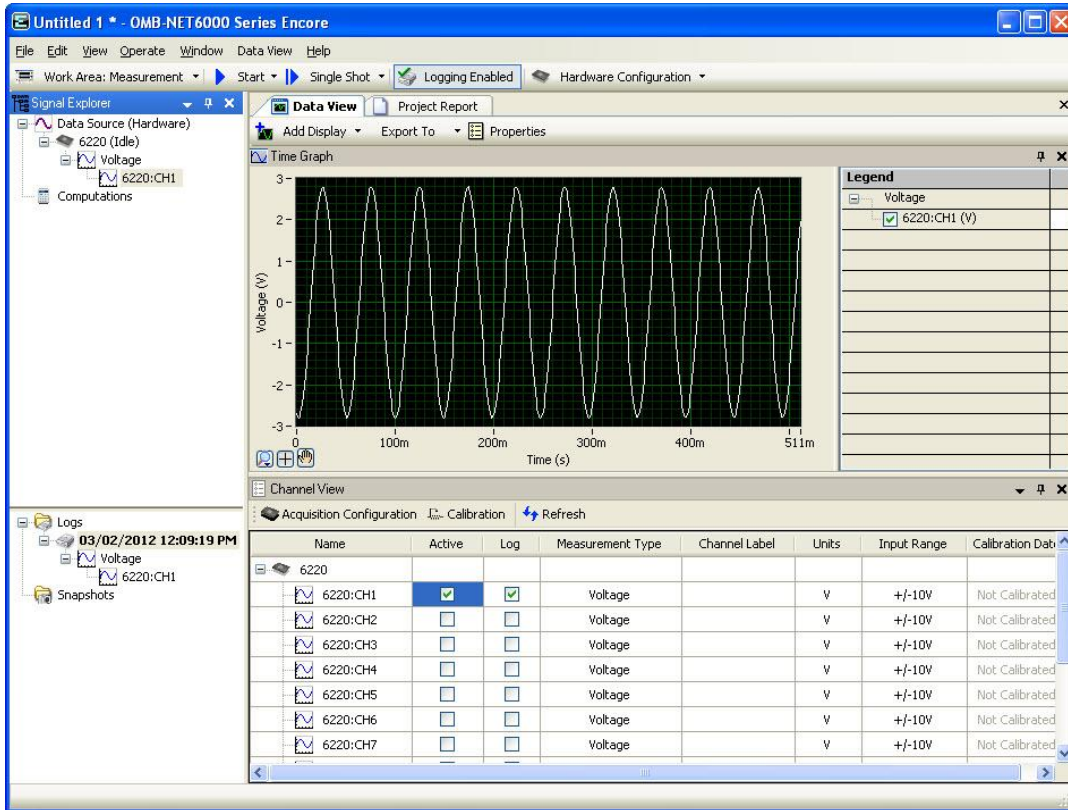 Untitled 1 * - OMB-NET6000 Series Encore
File Edit View Operate Window Data View Help
Work Area: Measurement Start Single Shot Logging Enabled Hardware Configuration
Signal Explorer
Data Source (Hardware)
6220 (Idle)
Voltage
6220:CH1
Computations
Logs
03/02/2012 12:09:19 PM
Voltage
6220:CH1
Snapshots
Data View Project Report
Add Display Export To Properties
Time Graph
3
2
1
0
-1
-2
-3
Voltage (V)
0 100m 200m 300m 400m 511m
Time (s)
Legend
Voltage
6220:CH1 (V)
Channel View
Acquisition Configuration Calibration Refresh
Name Active Log Measurement Type Channel Label Units Input Range Calibration Dat
6220
6220:CH1 Voltage V +/-10V Not Calibrated
6220:CH2 Voltage V +/-10V Not Calibrated
6220:CH3 Voltage V +/-10V Not Calibrated
6220:CH4 Voltage V +/-10V Not Calibrated
6220:CH5 Voltage V +/-10V Not Calibrated
6220:CH6 Voltage V +/-10V Not Calibrated
6220:CH7 Voltage V +/-10V Not Calibrated